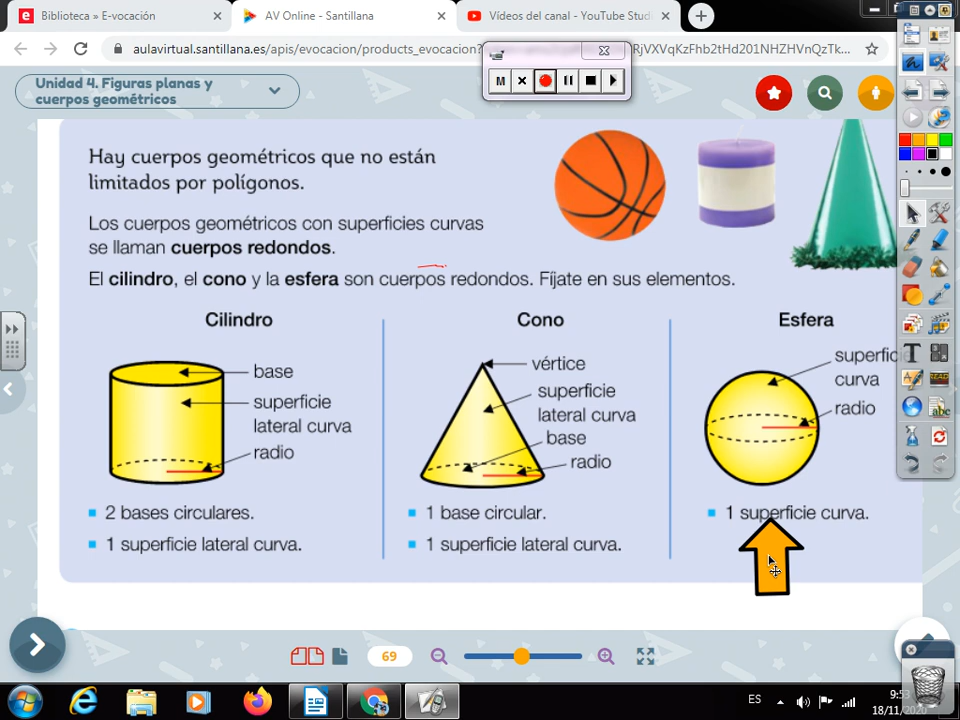 Biblioteca » E-vocación
AV Online - Santillana
Vídeos del canal - YouTube Studi
aulavirtual.santillana.es/apis/evocacion/products_evocacion?
RjVXVqKzFhb2tHd201NHZHVnQzTk...
M
Unidad 4. Figuras planas y
cuerpos geométricos
Hay cuerpos geométricos que no están
limitados por polígonos.
Los cuerpos geométricos con superficies curvas
se llaman cuerpos redondos.
El cilindro, el cono y la esfera son cuerpos redondos. Fíjate en sus elementos.
Cilindro
base
superficie
lateral curva
radio
2 bases circulares.
1 superficie lateral curva.
Cono
vértice
superficie
lateral curva
base
radio
1 base circular.
1 superficie lateral curva.
Esfera
superfic
curva
radio
1 superficie curva.
69
ES
9:53
18/11/2020